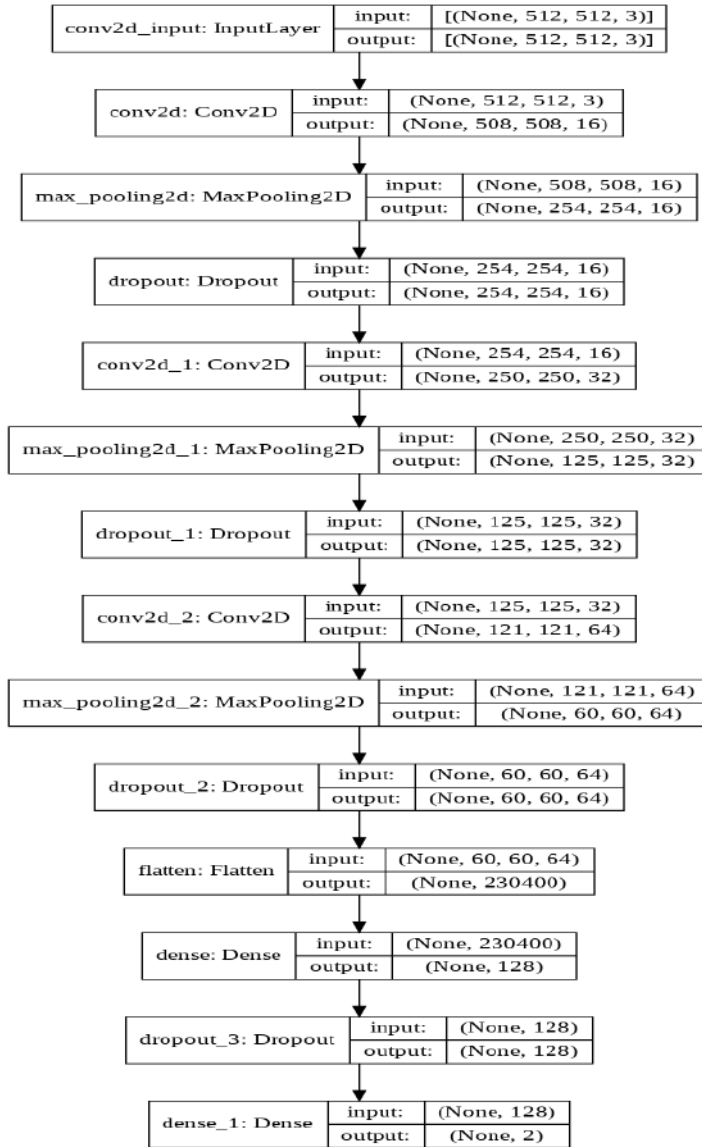 conv2d_input: InputLayer
input: [(None, 512, 512, 3)]
output: [(None, 512, 512, 3)]
conv2d: Conv2D
input: (None, 512, 512, 3)
output: (None, 508, 508, 16)
max_pooling2d: MaxPooling2D
input: (None, 508, 508, 16)
output: (None, 254, 254, 16)
dropout: Dropout
input: (None, 254, 254, 16)
output: (None, 254, 254, 16)
conv2d_1: Conv2D
input: (None, 254, 254, 16)
output: (None, 250, 250, 32)
max_pooling2d_1: MaxPooling2D
input: (None, 250, 250, 32)
output: (None, 125, 125, 32)
dropout_1: Dropout
input: (None, 125, 125, 32)
output: (None, 125, 125, 32)
conv2d_2: Conv2D
input: (None, 125, 125, 32)
output: (None, 121, 121, 64)
max_pooling2d_2: MaxPooling2D
input: (None, 121, 121, 64)
output: (None, 60, 60, 64)
dropout_2: Dropout
input: (None, 60, 60, 64)
output: (None, 60, 60, 64)
flatten: Flatten
input: (None, 60, 60, 64)
output: (None, 230400)
dense: Dense
input: (None, 230400)
output: (None, 128)
dropout_3: Dropout
input: (None, 128)
output: (None, 128)
dense_1: Dense
input: (None, 128)
output: (None, 2)